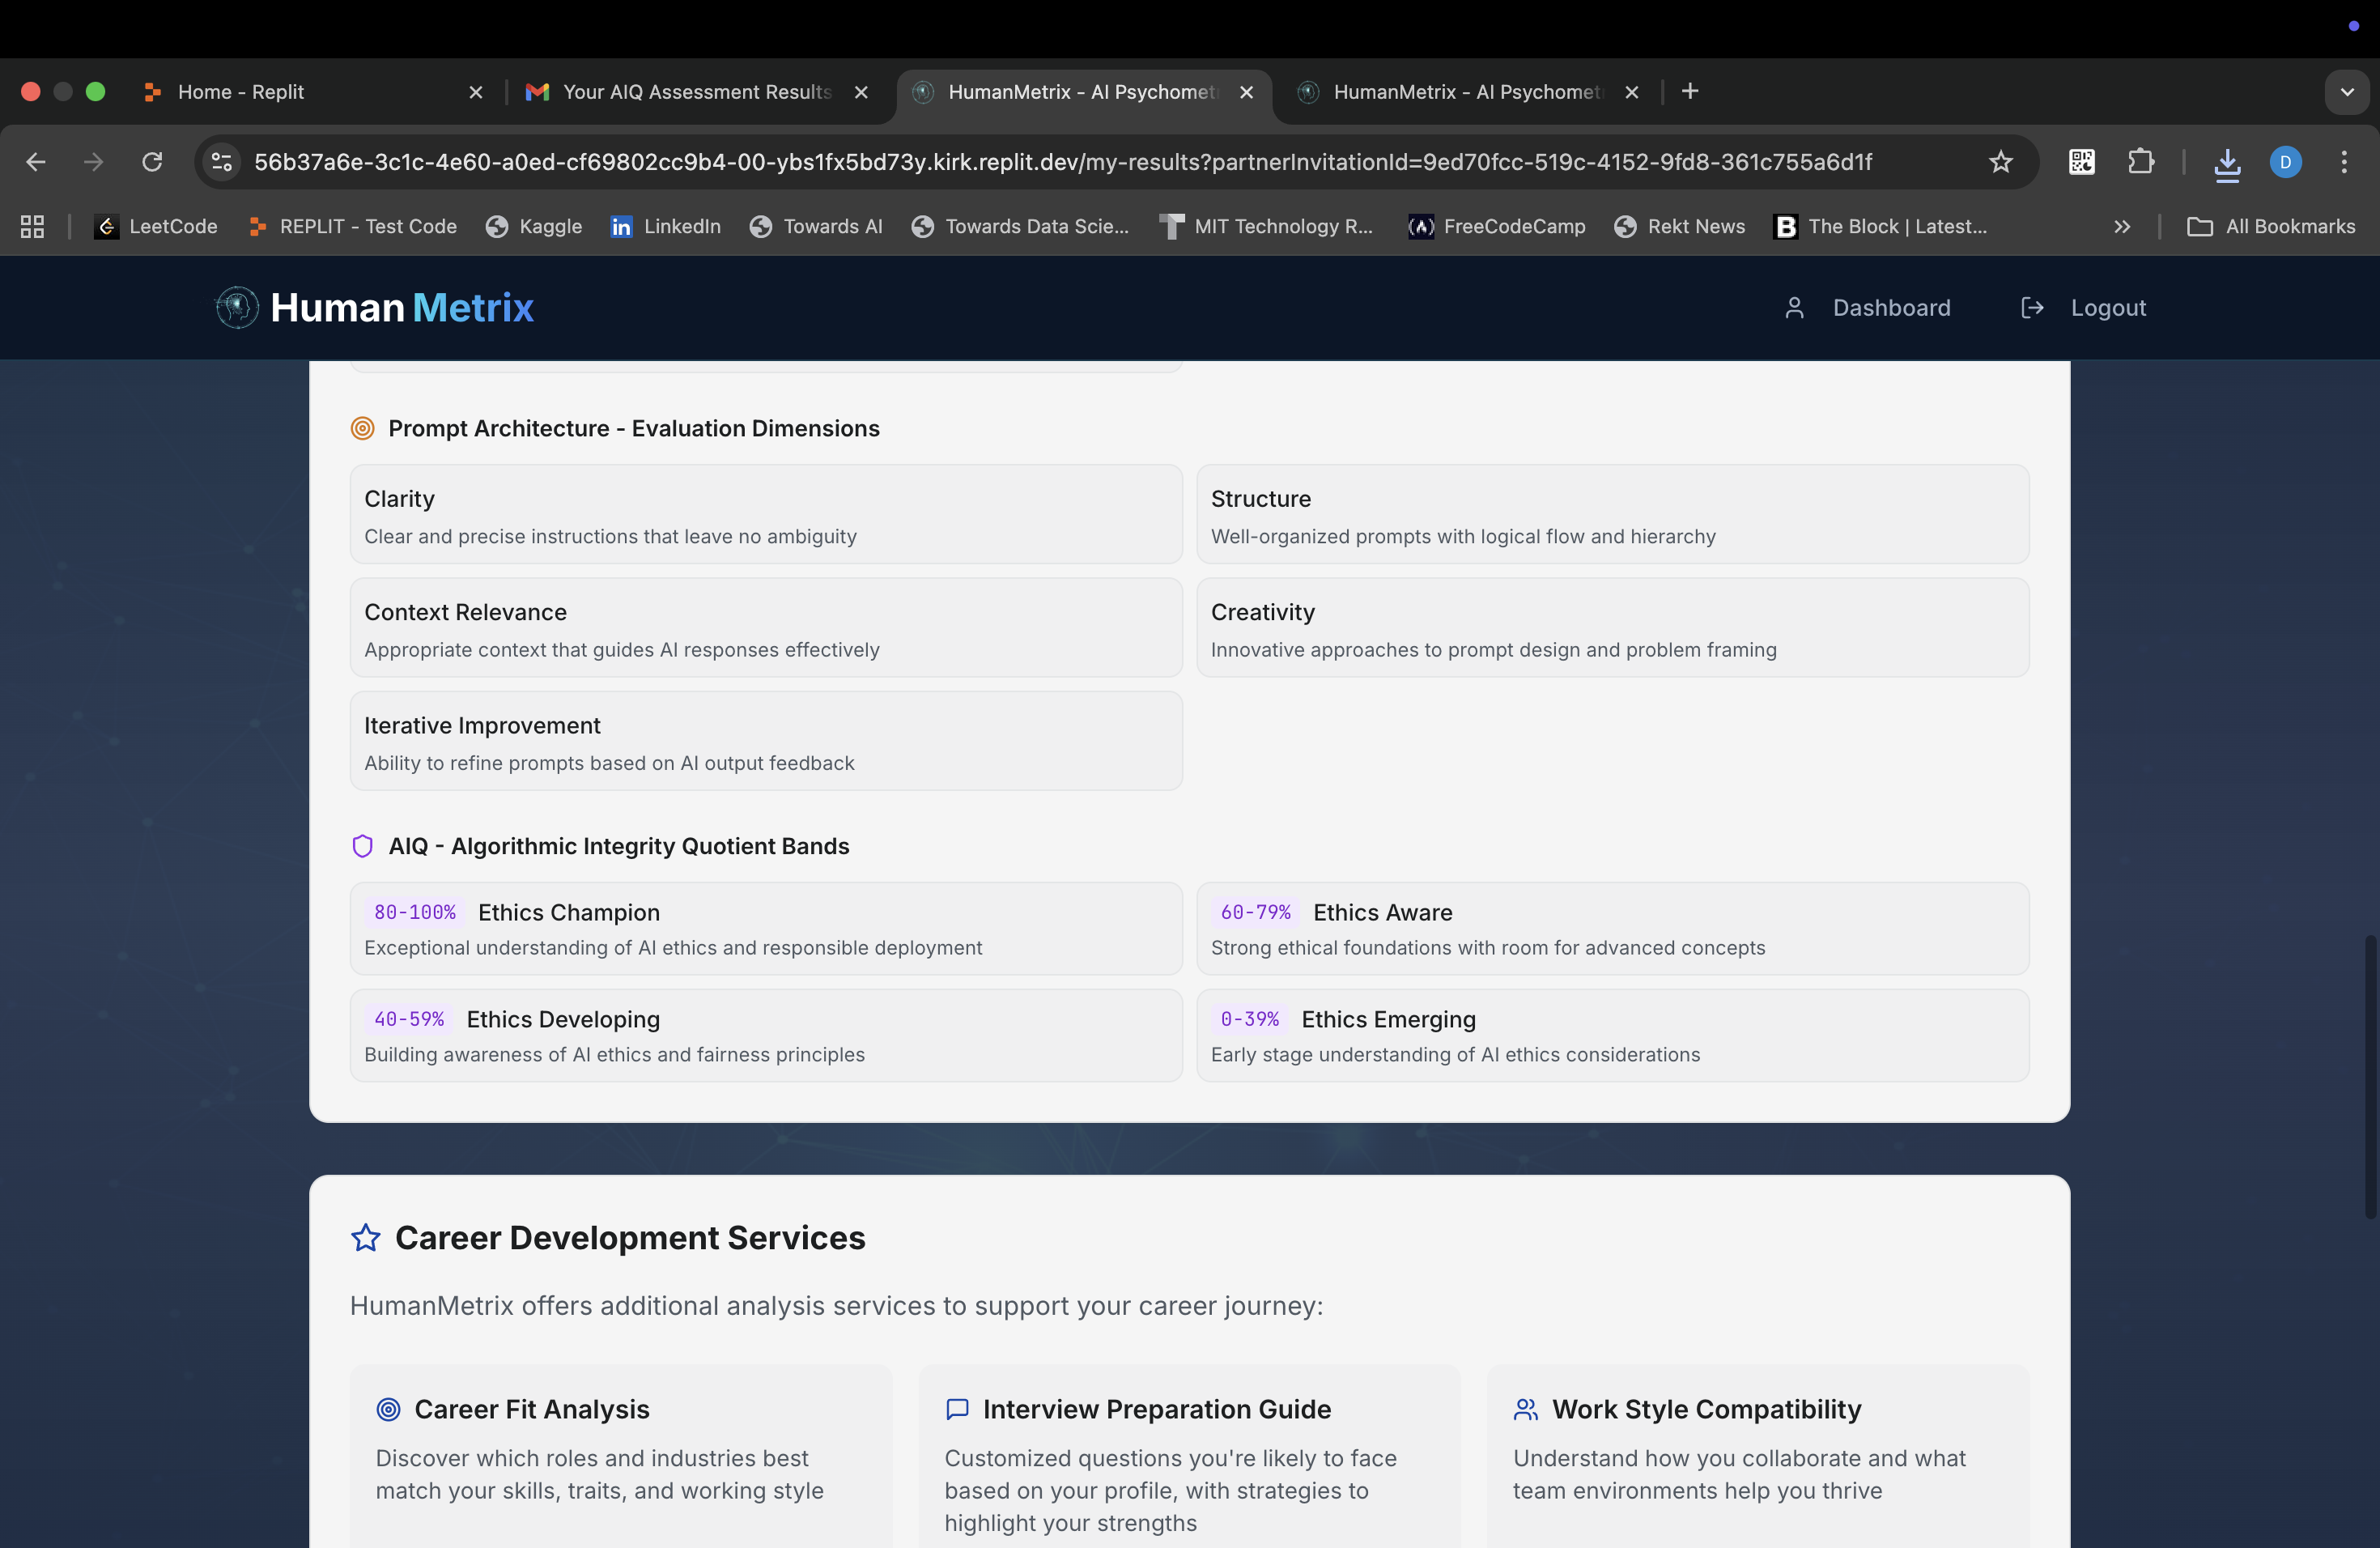 Home - Replit
Your AIQ Assessment Results
HumanMetrix - AI Psychomet
HumanMetrix - AI Psychomet
56b37a6e-3c1c-4e60-a0ed-cf69802cc9b4-00-ybs1fx5bd73y.kirk.replit.dev/my-results?partnerInvitationId=9ed70fcc-519c-4152-9fd8-361c755a6d1f
D
LeetCode
REPLIT - Test Code
Kaggle
LinkedIn
Towards AI
Towards Data Scie...
MIT Technology R...
FreeCodeCamp
Rekt News
The Block | Latest...
All Bookmarks
Human Metrix
Dashboard
Logout
Prompt Architecture - Evaluation Dimensions
Clarity
Clear and precise instructions that leave no ambiguity
Structure
Well-organized prompts with logical flow and hierarchy
Context Relevance
Appropriate context that guides AI responses effectively
Creativity
Innovative approaches to prompt design and problem framing
Iterative Improvement
Ability to refine prompts based on AI output feedback
AIQ - Algorithmic Integrity Quotient Bands
80-100% Ethics Champion
Exceptional understanding of AI ethics and responsible deployment
60-79% Ethics Aware
Strong ethical foundations with room for advanced concepts
40-59% Ethics Developing
Building awareness of AI ethics and fairness principles
0-39% Ethics Emerging
Early stage understanding of AI ethics considerations
Career Development Services
HumanMetrix offers additional analysis services to support your career journey:
Career Fit Analysis
Discover which roles and industries best
match your skills, traits, and working style
Interview Preparation Guide
Customized questions you're likely to face
based on your profile, with strategies to
highlight your strengths
Work Style Compatibility
Understand how you collaborate and what
team environments help you thrive